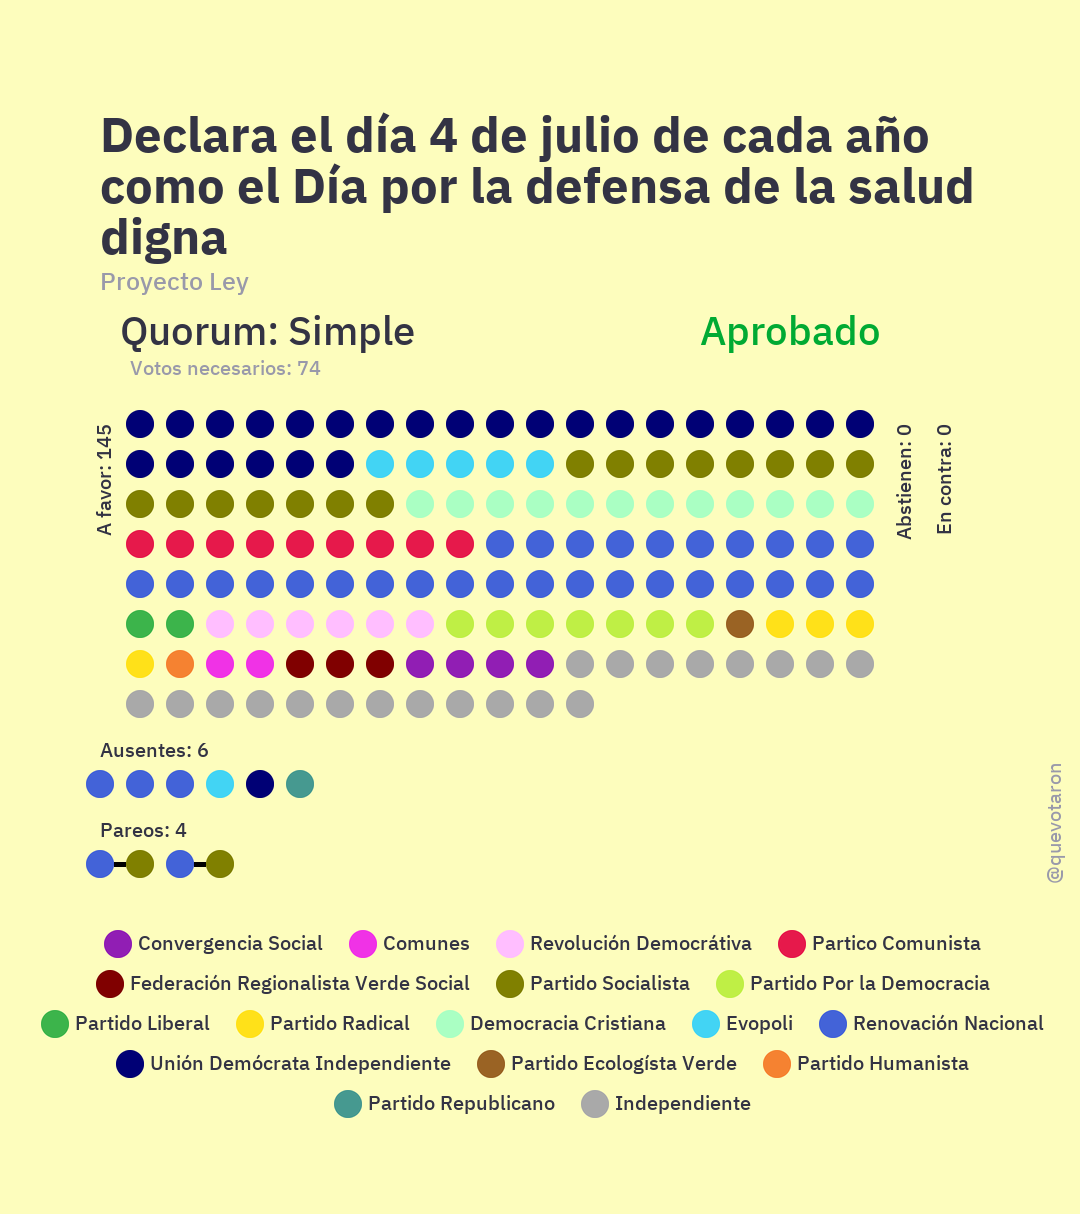 Declara el día 4 de julio de cada año
como el Día por la defensa de la salud
digna
Proyecto Ley
Quorum: Simple
Aprobado
Votos necesarios: 74
A favor: 145
Abstienen: 0
En contra: 0
Ausentes: 6
Pareos: 4
@quevotaron
Convergencia Social Comunes Revolución Democrátiva Partico Comunista
Federación Regionalista Verde Social Partido Socialista Partido Por la Democracia
Partido Liberal Partido Radical Democracia Cristiana Evopoli Renovación Nacional
Unión Demócrata Independiente Partido Ecologísta Verde Partido Humanista
Partido Republicano Independiente